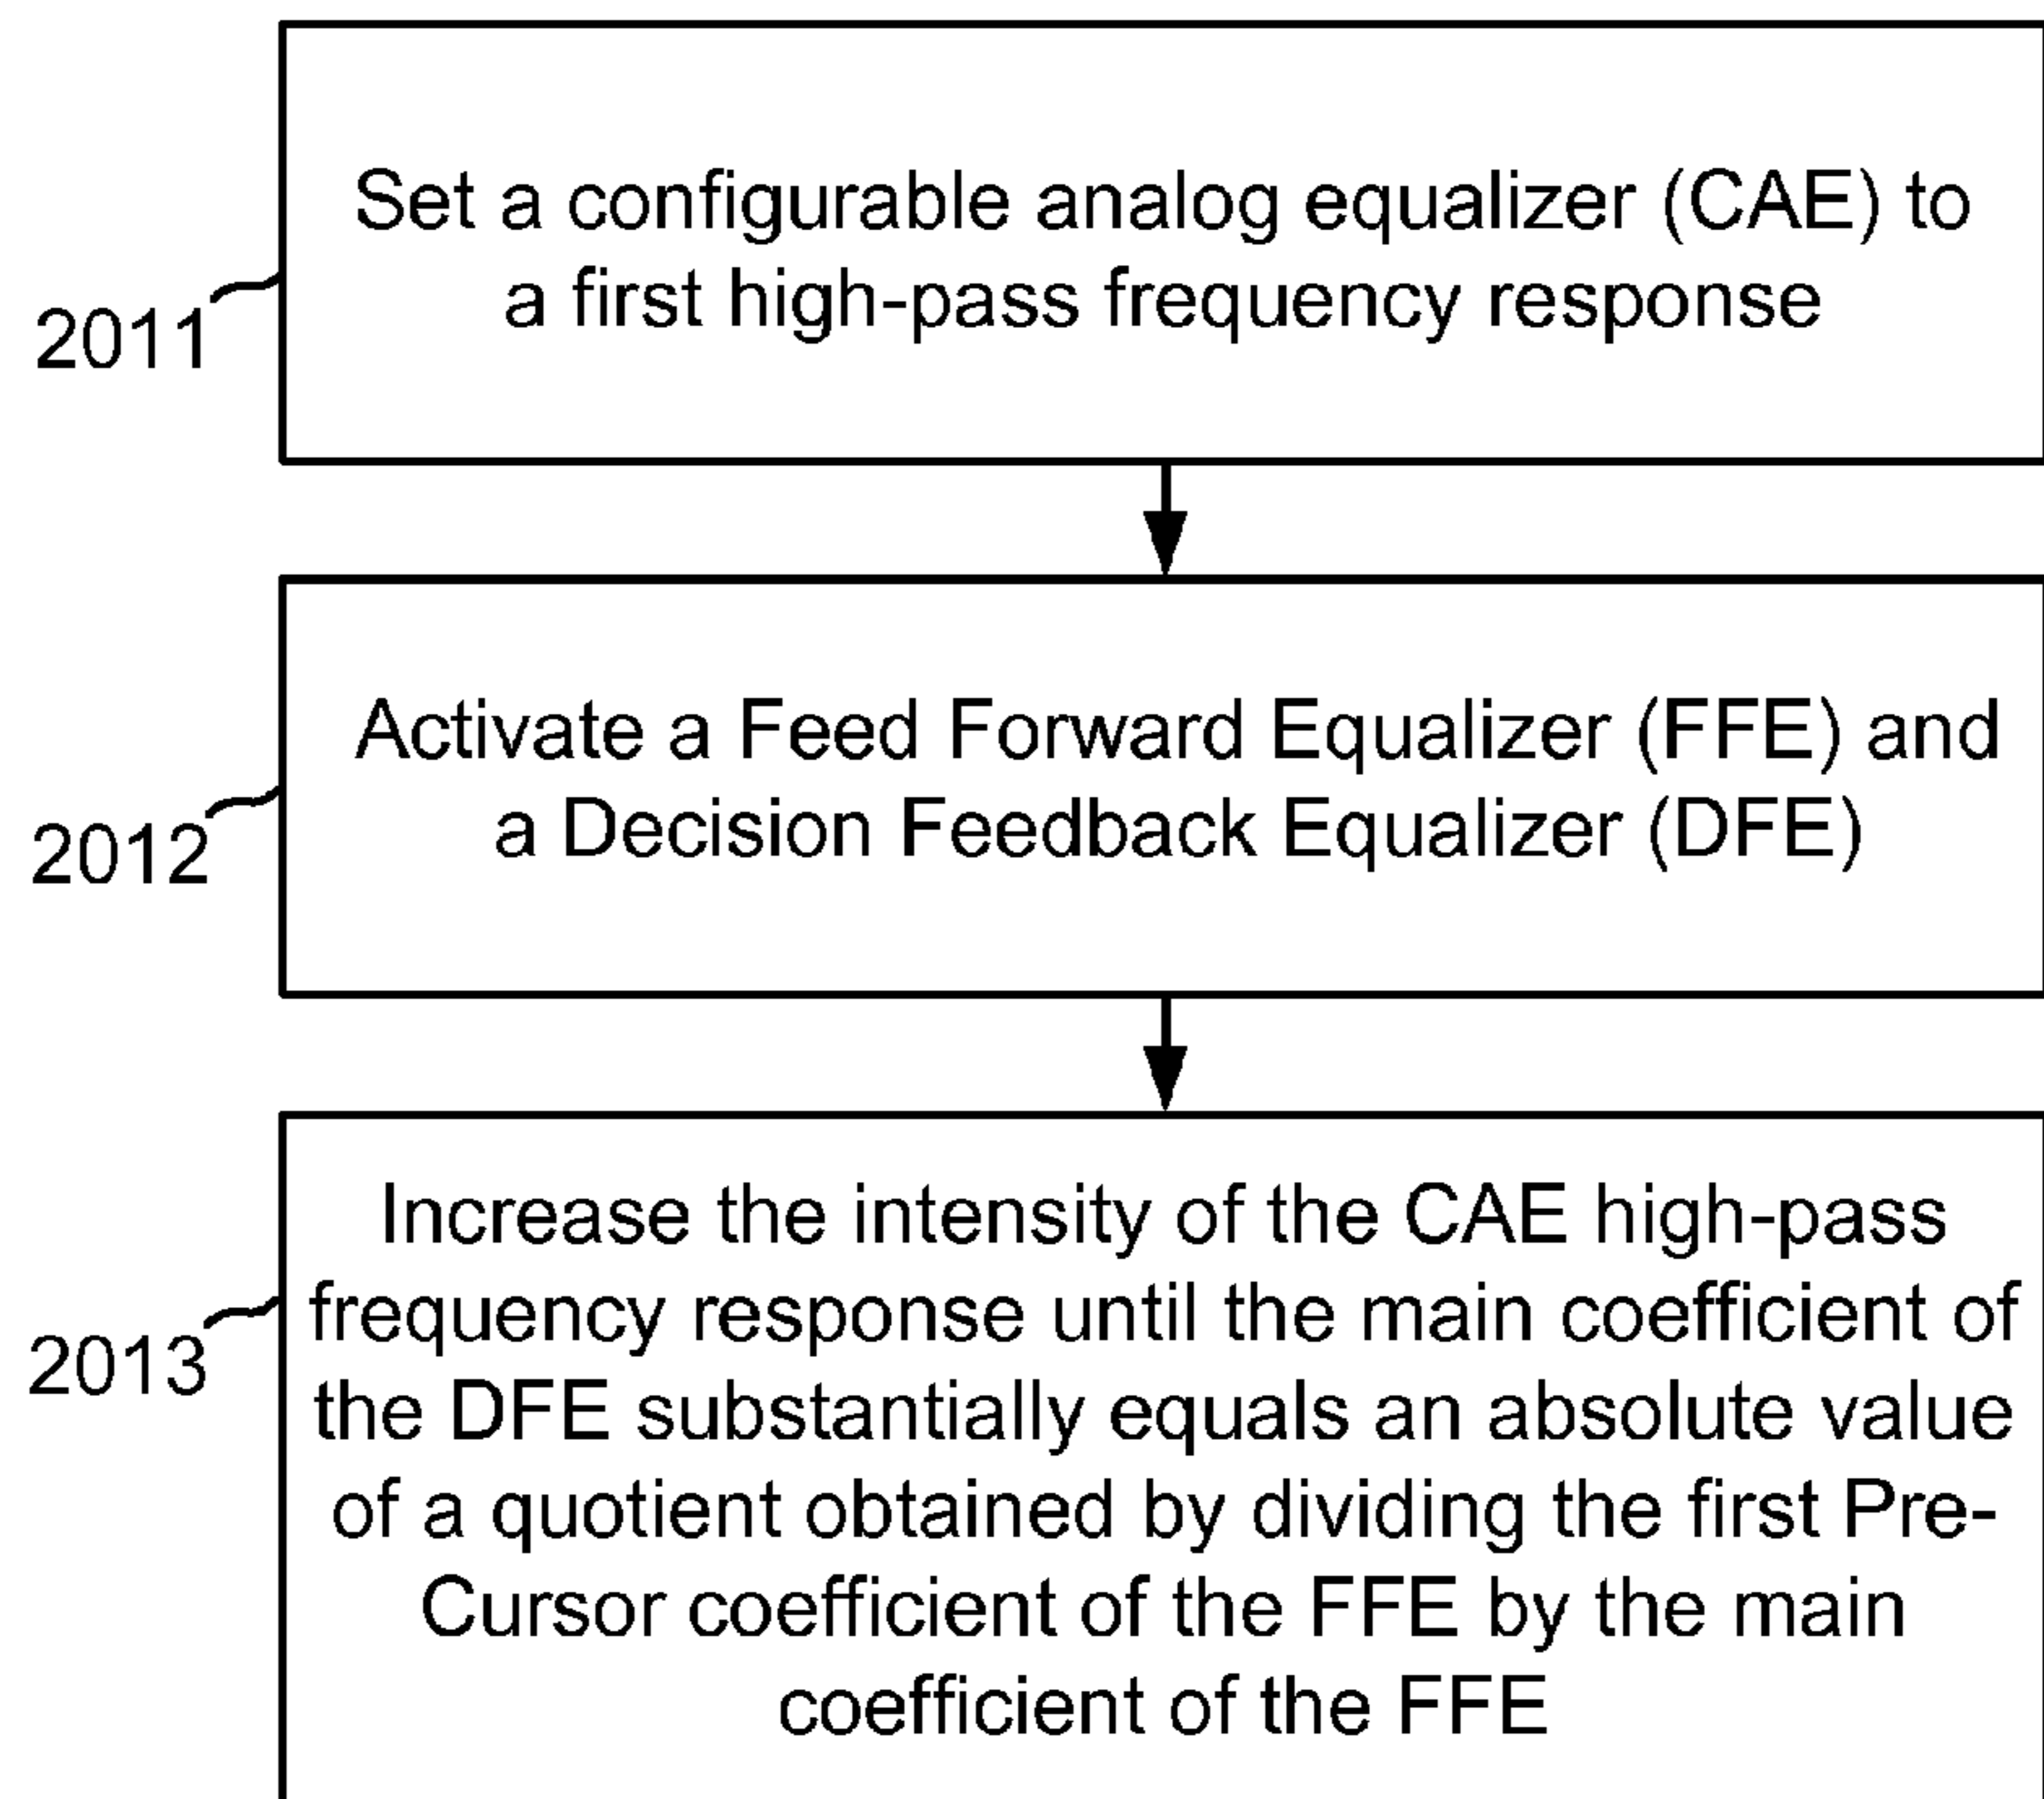 Set a configurable analog equalizer (CAE) to
a first high-pass frequency response
2011
Activate a Feed Forward Equalizer (FFE) and
a Decision Feedback Equalizer (DFE)
2012
Increase the intensity of the CAE high-pass
frequency response until the main coefficient of
the DFE substantially equals an absolute value
of a quotient obtained by dividing the first Pre-
Cursor coefficient of the FFE by the main
coefficient of the FFE
2013